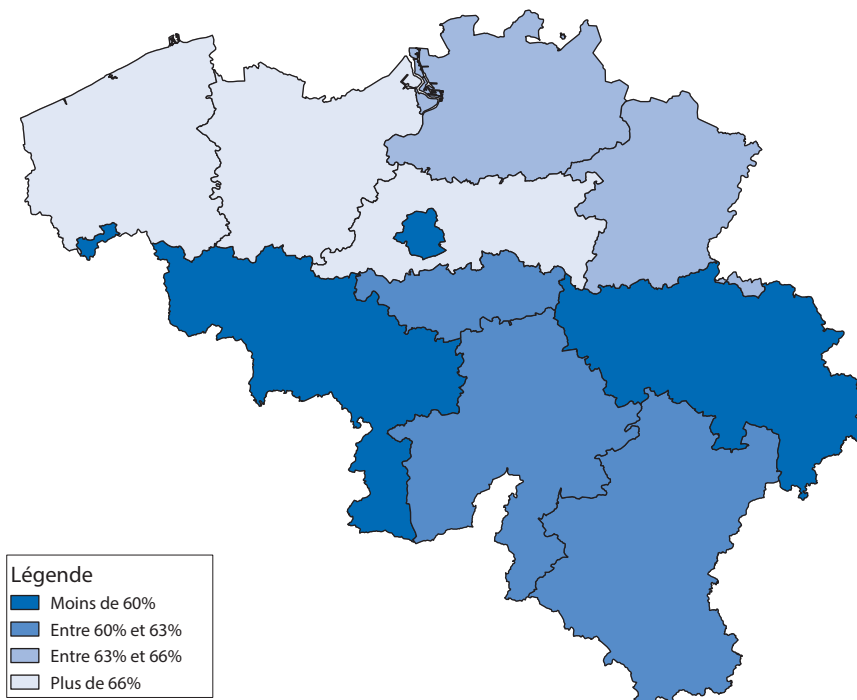 Légende
Moins de 60%
Entre 60% et 63%
Entre 63% et 66%
Plus de 66%